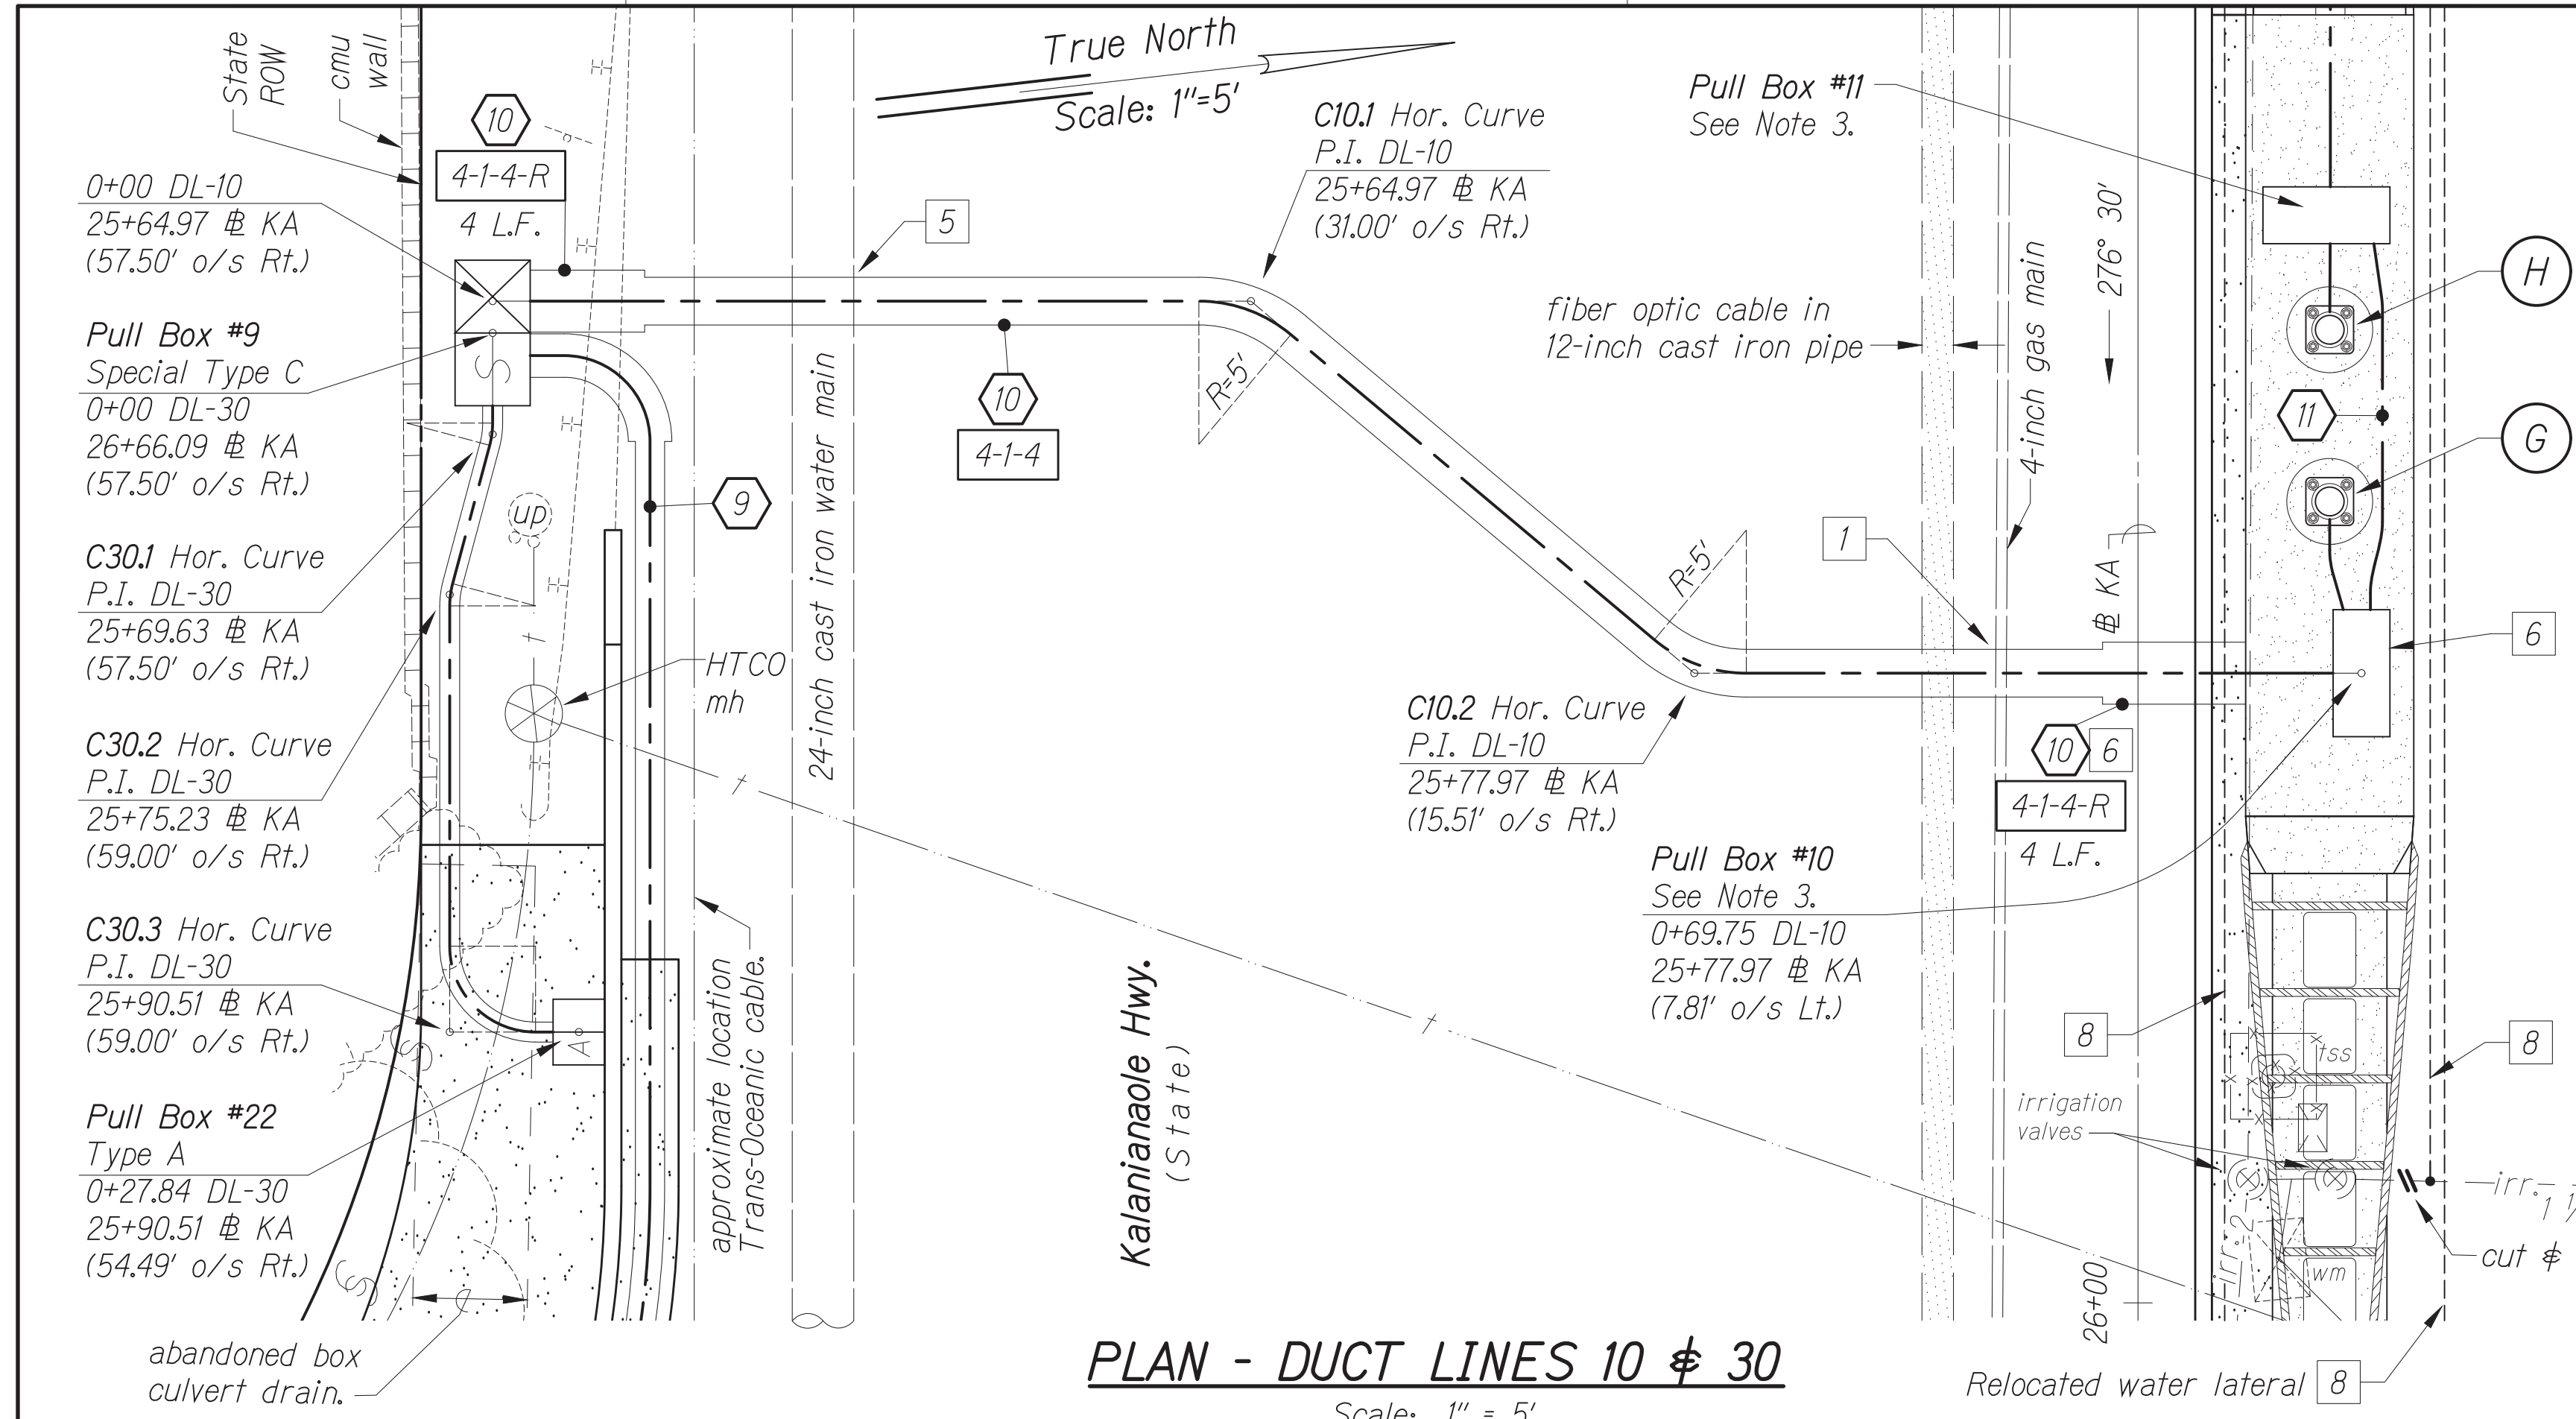 State
ROW
cmu
wall
True North
Scale: 1"=5'
10
4-1-4-R
4 L.F.
0+00 DL-10
25+64.97 ℄ KA
(57.50' o/s Rt.)
Pull Box #9
Special Type C
0+00 DL-30
26+66.09 ℄ KA
(57.50' o/s Rt.)
C30.1 Hor. Curve
P.I. DL-30
25+69.63 ℄ KA
(57.50' o/s Rt.)
C30.2 Hor. Curve
P.I. DL-30
25+75.23 ℄ KA
(59.00' o/s Rt.)
C30.3 Hor. Curve
P.I. DL-30
25+90.51 ℄ KA
(59.00' o/s Rt.)
Pull Box #22
Type A
0+27.84 DL-30
25+90.51 ℄ KA
(54.49' o/s Rt.)
abandoned box
culvert drain.
S
A
up
t
t
t
t
t
t
S
S
HTCO
mh
9
5
24-inch cast iron water main
approximate location
Trans-Oceanic cable.
10
4-1-4
C10.1 Hor. Curve
P.I. DL-10
25+64.97 ℄ KA
(31.00' o/s Rt.)
R=5'
R=5'
C10.2 Hor. Curve
P.I. DL-10
25+77.97 ℄ KA
(15.51' o/s Rt.)
Kalanianaole Hwy.
(State)
Pull Box #11
See Note 3.
fiber optic cable in
12-inch cast iron pipe
4-inch gas main
276° 30'
℄ KA
1
10
6
4-1-4-R
4 L.F.
Pull Box #10
See Note 3.
0+69.75 DL-10
25+77.97 ℄ KA
(7.81' o/s Lt.)
H
11
G
6
8
8
tss
irrigation
valves
irr. 2
wm
irr.
cut &
26+00
Relocated water lateral 8
PLAN - DUCT LINES 10 & 30
Scale: 1" = 5'